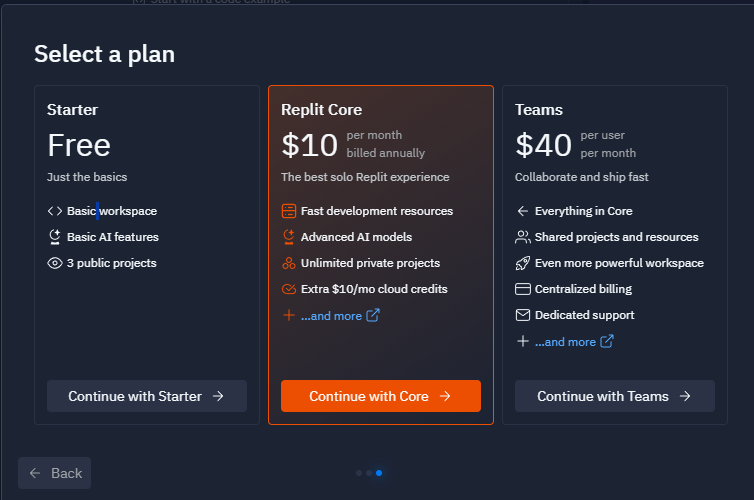 Start with a code example
Select a plan
Starter
Free
Just the basics
Basic workspace
Basic AI features
3 public projects
Continue with Starter
Replit Core
$10 per month
billed annually
The best solo Replit experience
Fast development resources
Advanced AI models
Unlimited private projects
Extra $10/mo cloud credits
...and more
Continue with Core
Teams
$40 per user
per month
Collaborate and ship fast
Everything in Core
Shared projects and resources
Even more powerful workspace
Centralized billing
Dedicated support
...and more
Continue with Teams
Back